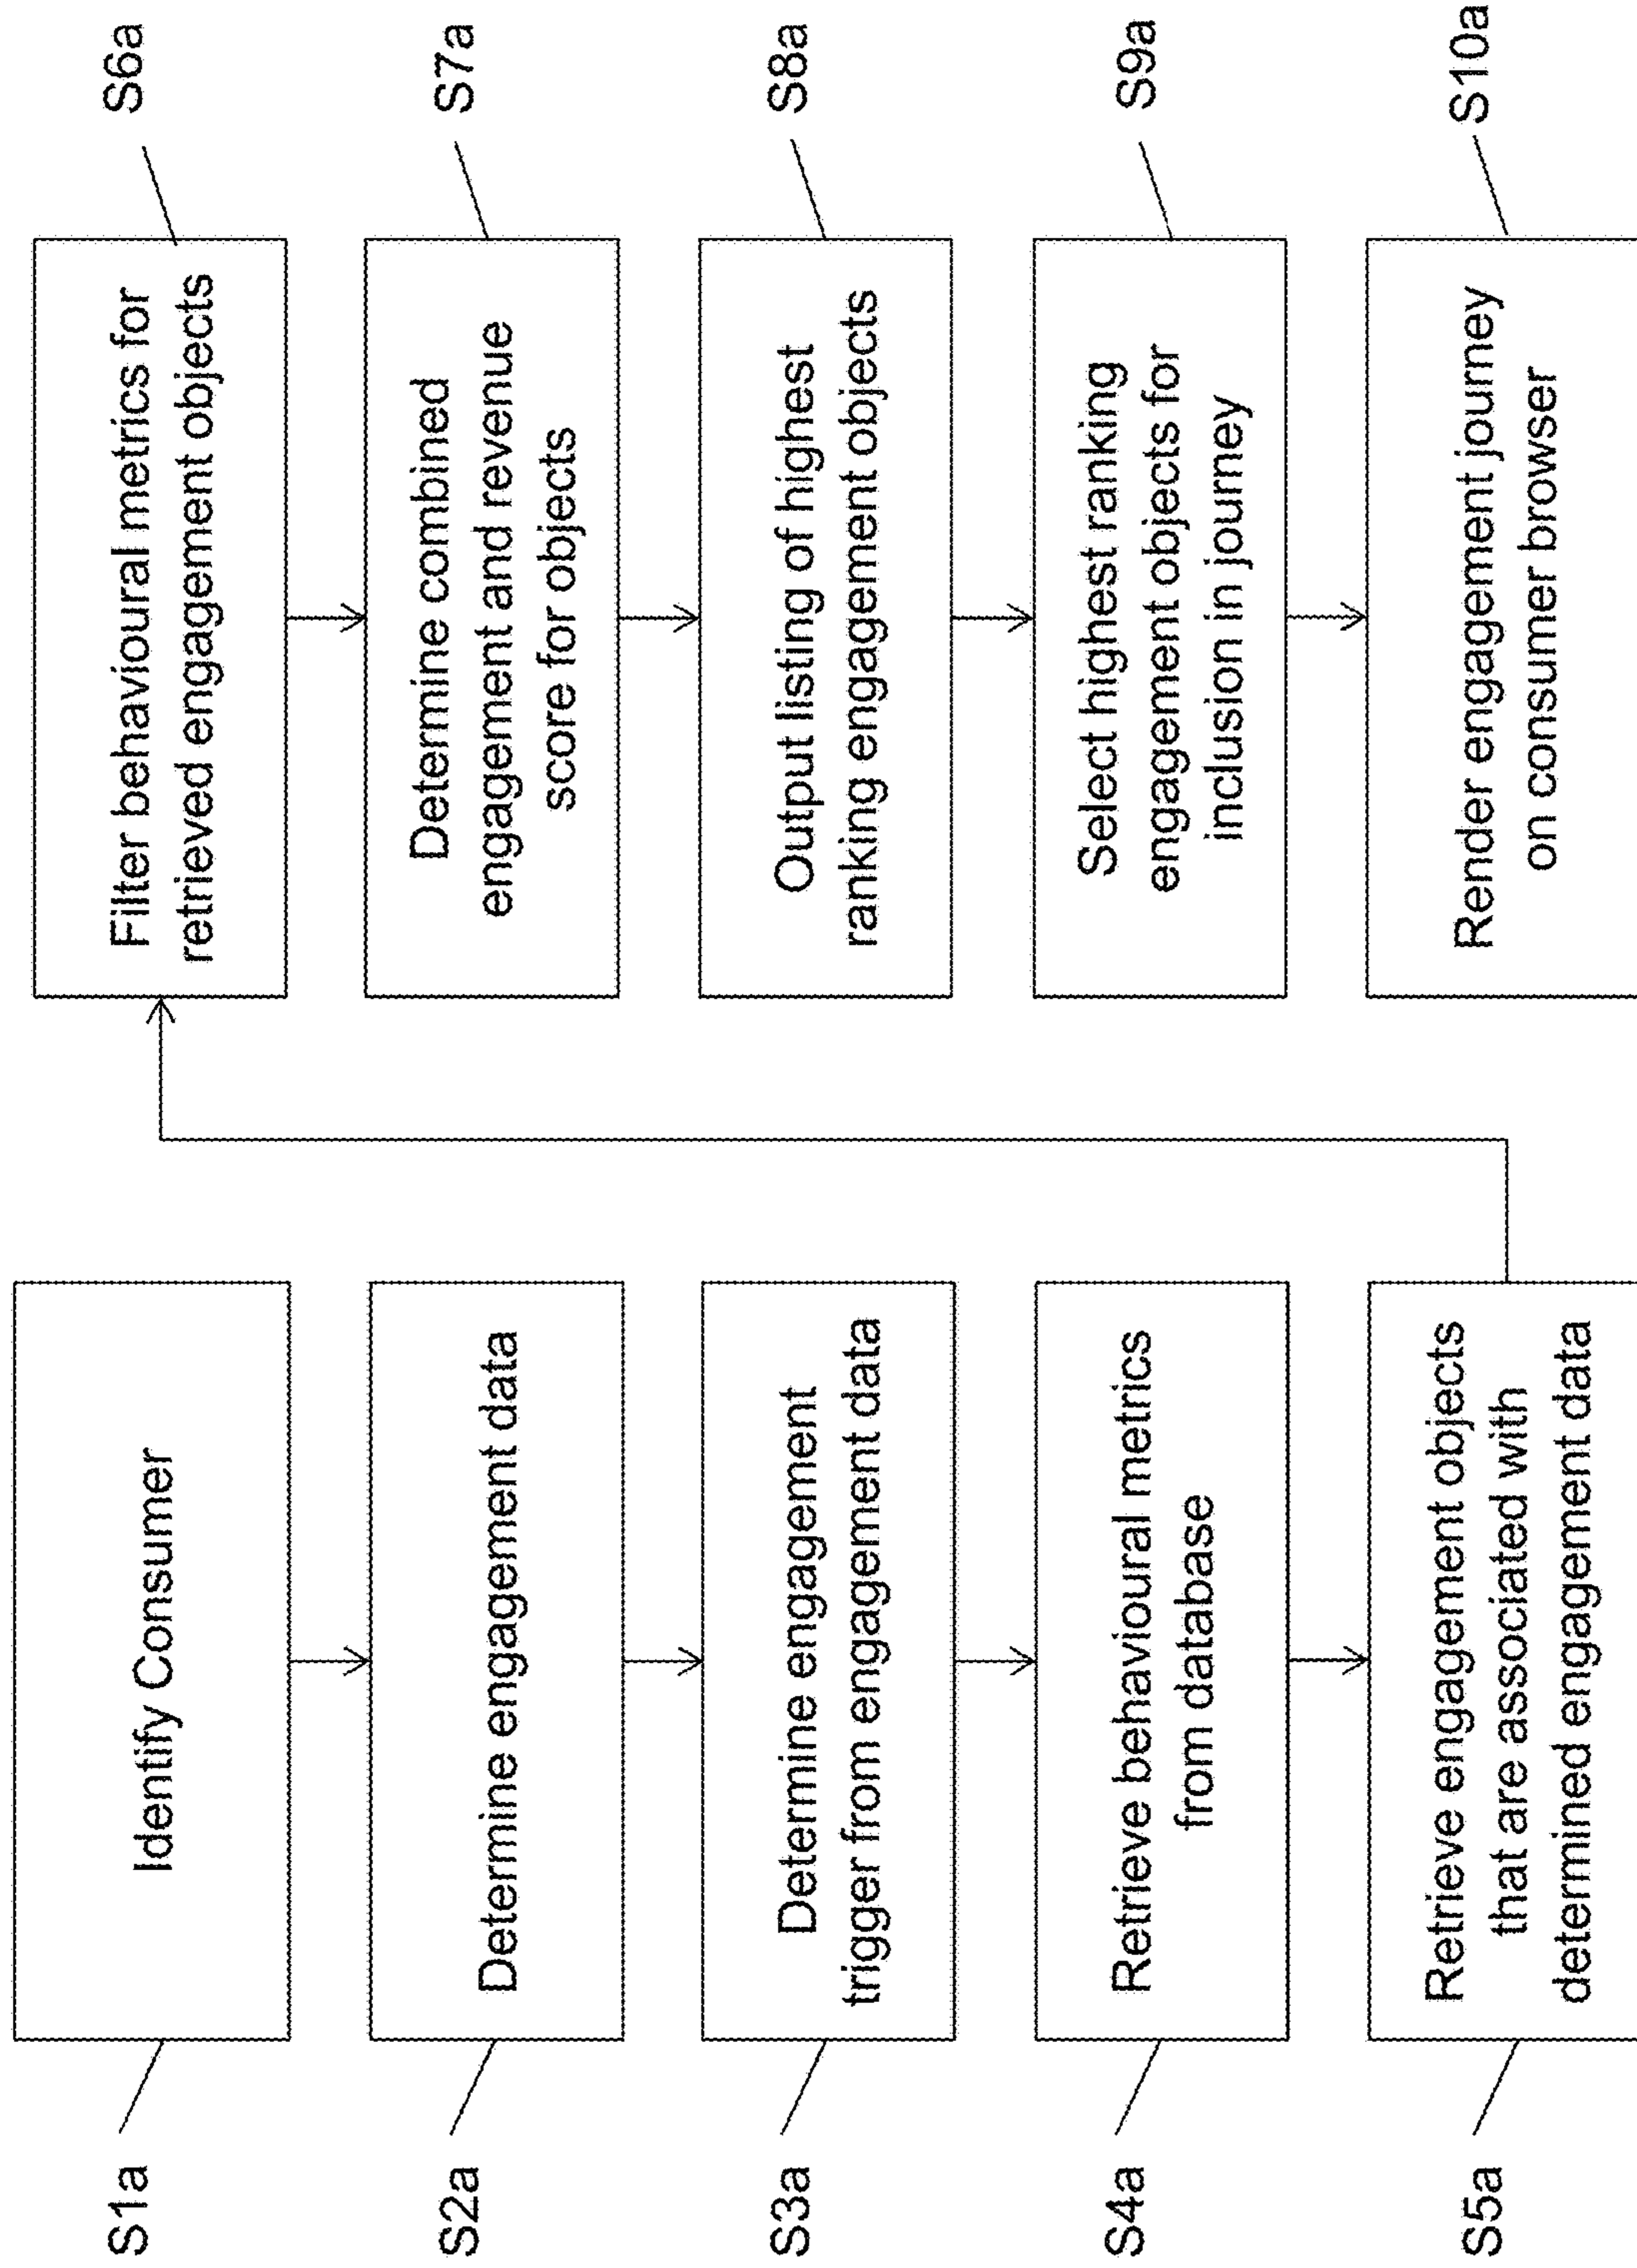 S1a
Identify Consumer
S2a
Determine engagement data
S3a
Determine engagement
trigger from engagement data
S4a
Retrieve behavioural metrics
from database
S5a
Retrieve engagement objects
that are associated with
determined engagement data
Filter behavioural metrics for
retrieved engagement objects
S6a
Determine combined
engagement and revenue
score for objects
S7a
Output listing of highest
ranking engagement objects
S8a
Select highest ranking
engagement objects for
inclusion in journey
S9a
Render engagement journey
on consumer browser
S10a